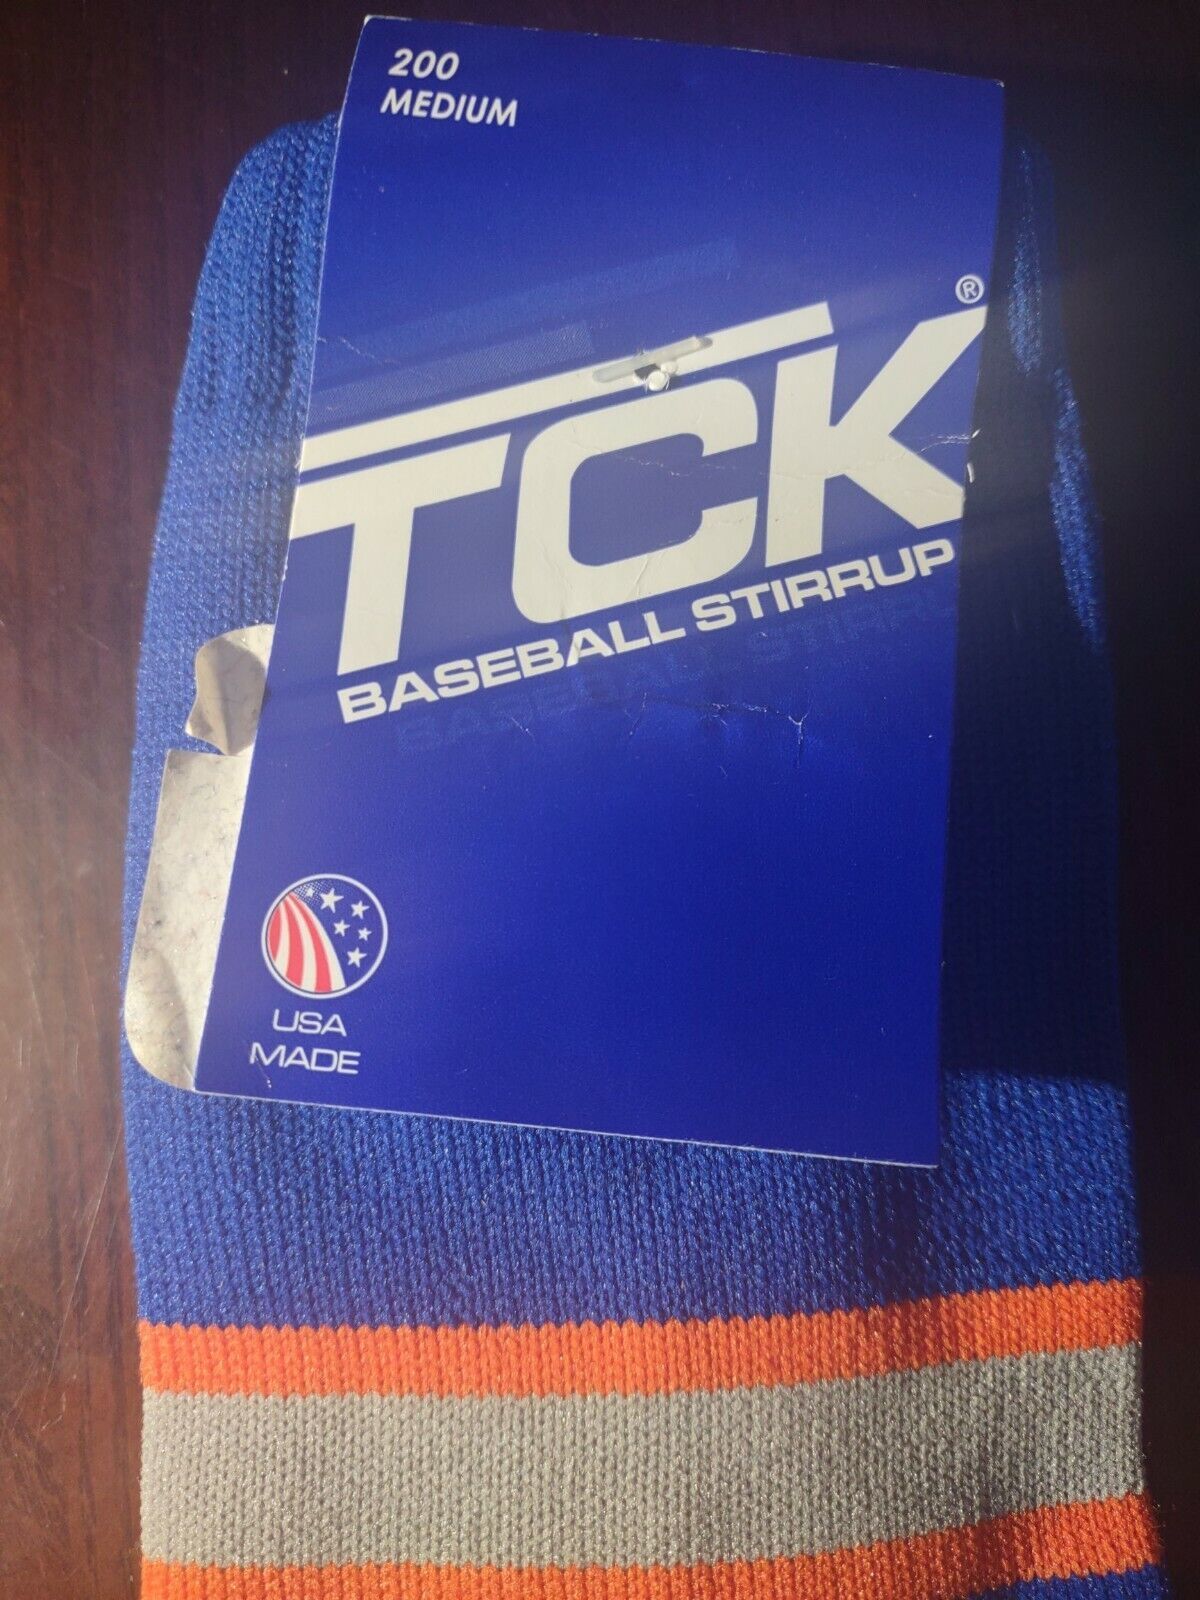 200
MEDIUM
TCK®
BASEBALL STIRRUP
USA
MADE